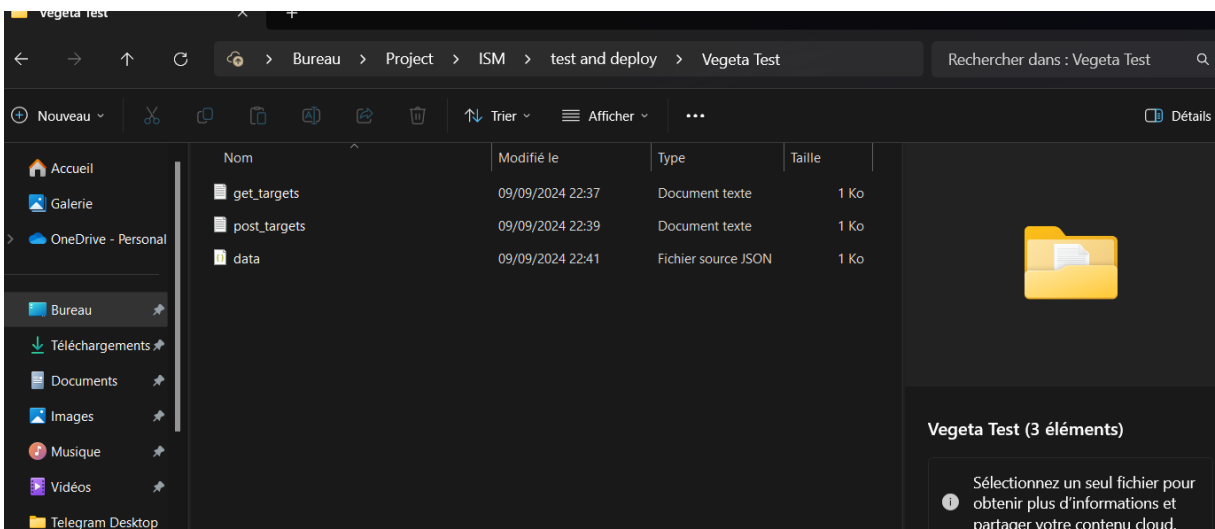 Vegeta Test
Bureau > Project > ISM > test and deploy > Vegeta Test
Rechercher dans : Vegeta Test
Nouveau
Trier
Afficher
Détails
Accueil
Galerie
OneDrive - Personal
Bureau
Téléchargements
Documents
Images
Musique
Vidéos
Telegram Desktop
Nom Modifié le Type Taille
get_targets 09/09/2024 22:37 Document texte 1 Ko
post_targets 09/09/2024 22:39 Document texte 1 Ko
data 09/09/2024 22:41 Fichier source JSON 1 Ko
Vegeta Test (3 éléments)
Sélectionnez un seul fichier pour
obtenir plus d'informations et
partager votre contenu cloud.